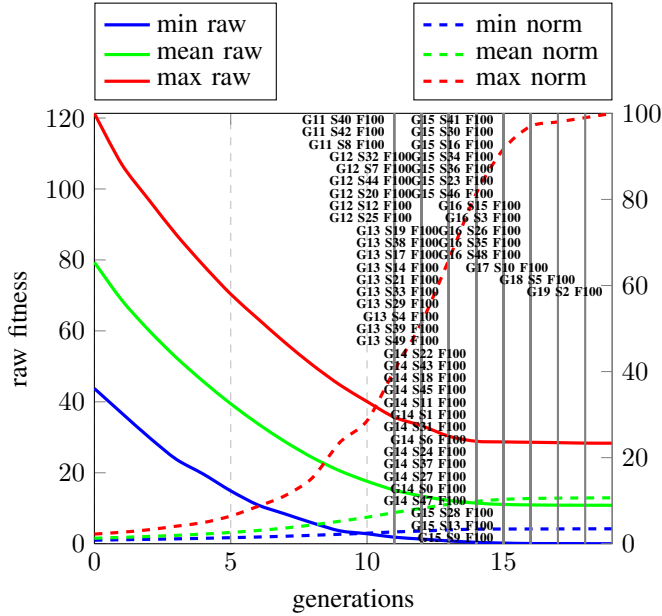 min raw
mean raw
max raw
min norm
mean norm
max norm
120
100
80
60
40
20
0
raw fitness
G11 S40 F100
G11 S42 F100
G11 S8 F100
G12 S32 F100
G12 S7 F100
G12 S44 F100
G12 S20 F100
G12 S12 F100
G12 S25 F100
G13 S19 F100
G13 S38 F100
G13 S17 F100
G13 S14 F100
G13 S21 F100
G13 S33 F100
G13 S29 F100
G13 S4 F100
G13 S39 F100
G13 S49 F100
G14 S22 F100
G14 S43 F100
G14 S18 F100
G14 S45 F100
G14 S11 F100
G14 S1 F100
G14 S31 F100
G14 S6 F100
G14 S24 F100
G14 S37 F100
G14 S27 F100
G14 S0 F100
G14 S47 F100
G15 S28 F100
G15 S13 F100
G15 S9 F100
G15 S41 F100
G15 S30 F100
G15 S16 F100
G15 S34 F100
G15 S36 F100
G15 S23 F100
G15 S46 F100
G16 S15 F100
G16 S3 F100
G16 S26 F100
G16 S35 F100
G16 S48 F100
G17 S10 F100
G18 S5 F100
G19 S2 F100
100
80
60
40
20
0
0 5 10 15
generations